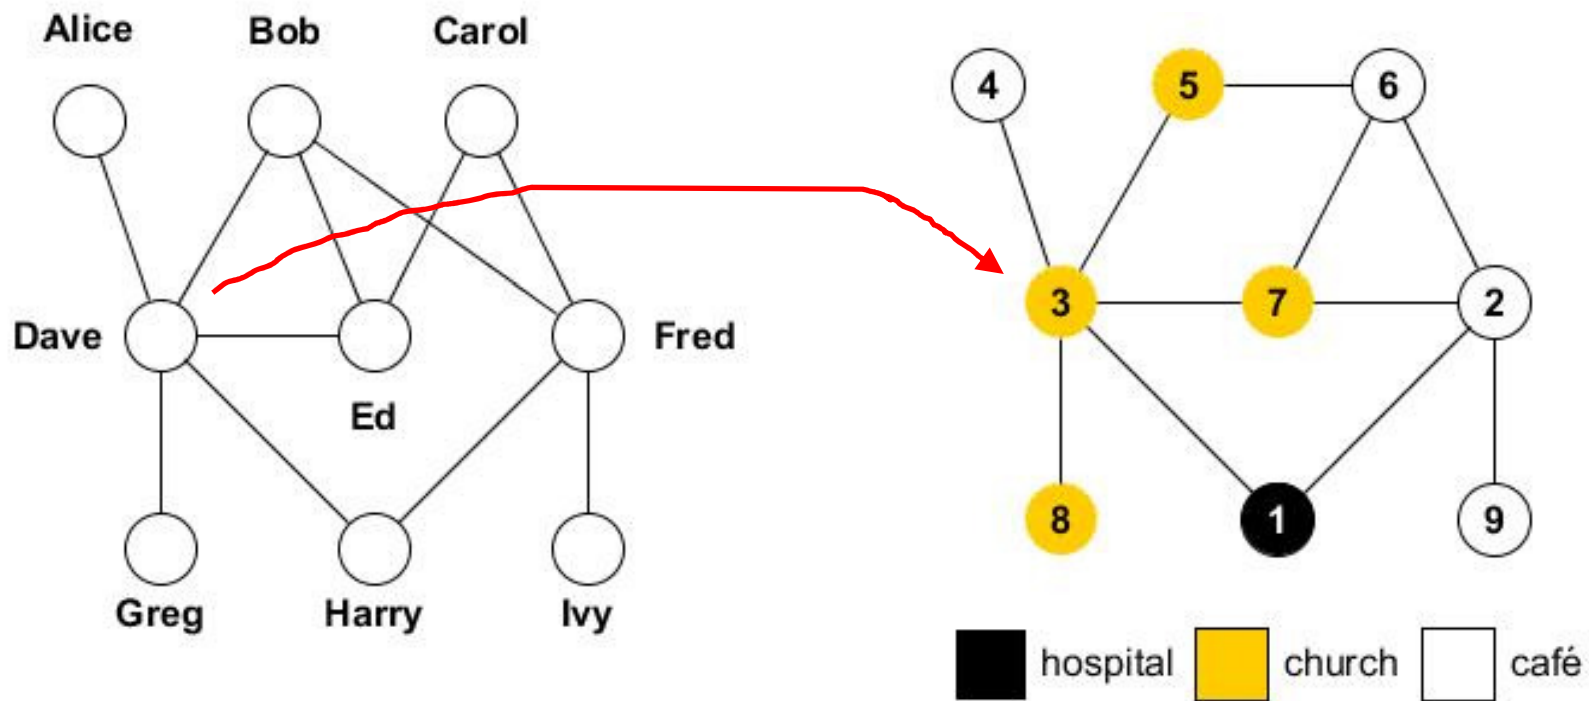 Alice Bob Carol
4 5 6
Dave Ed Fred
3 7 2
Greg Harry Ivy
8 1 9
hospital church café